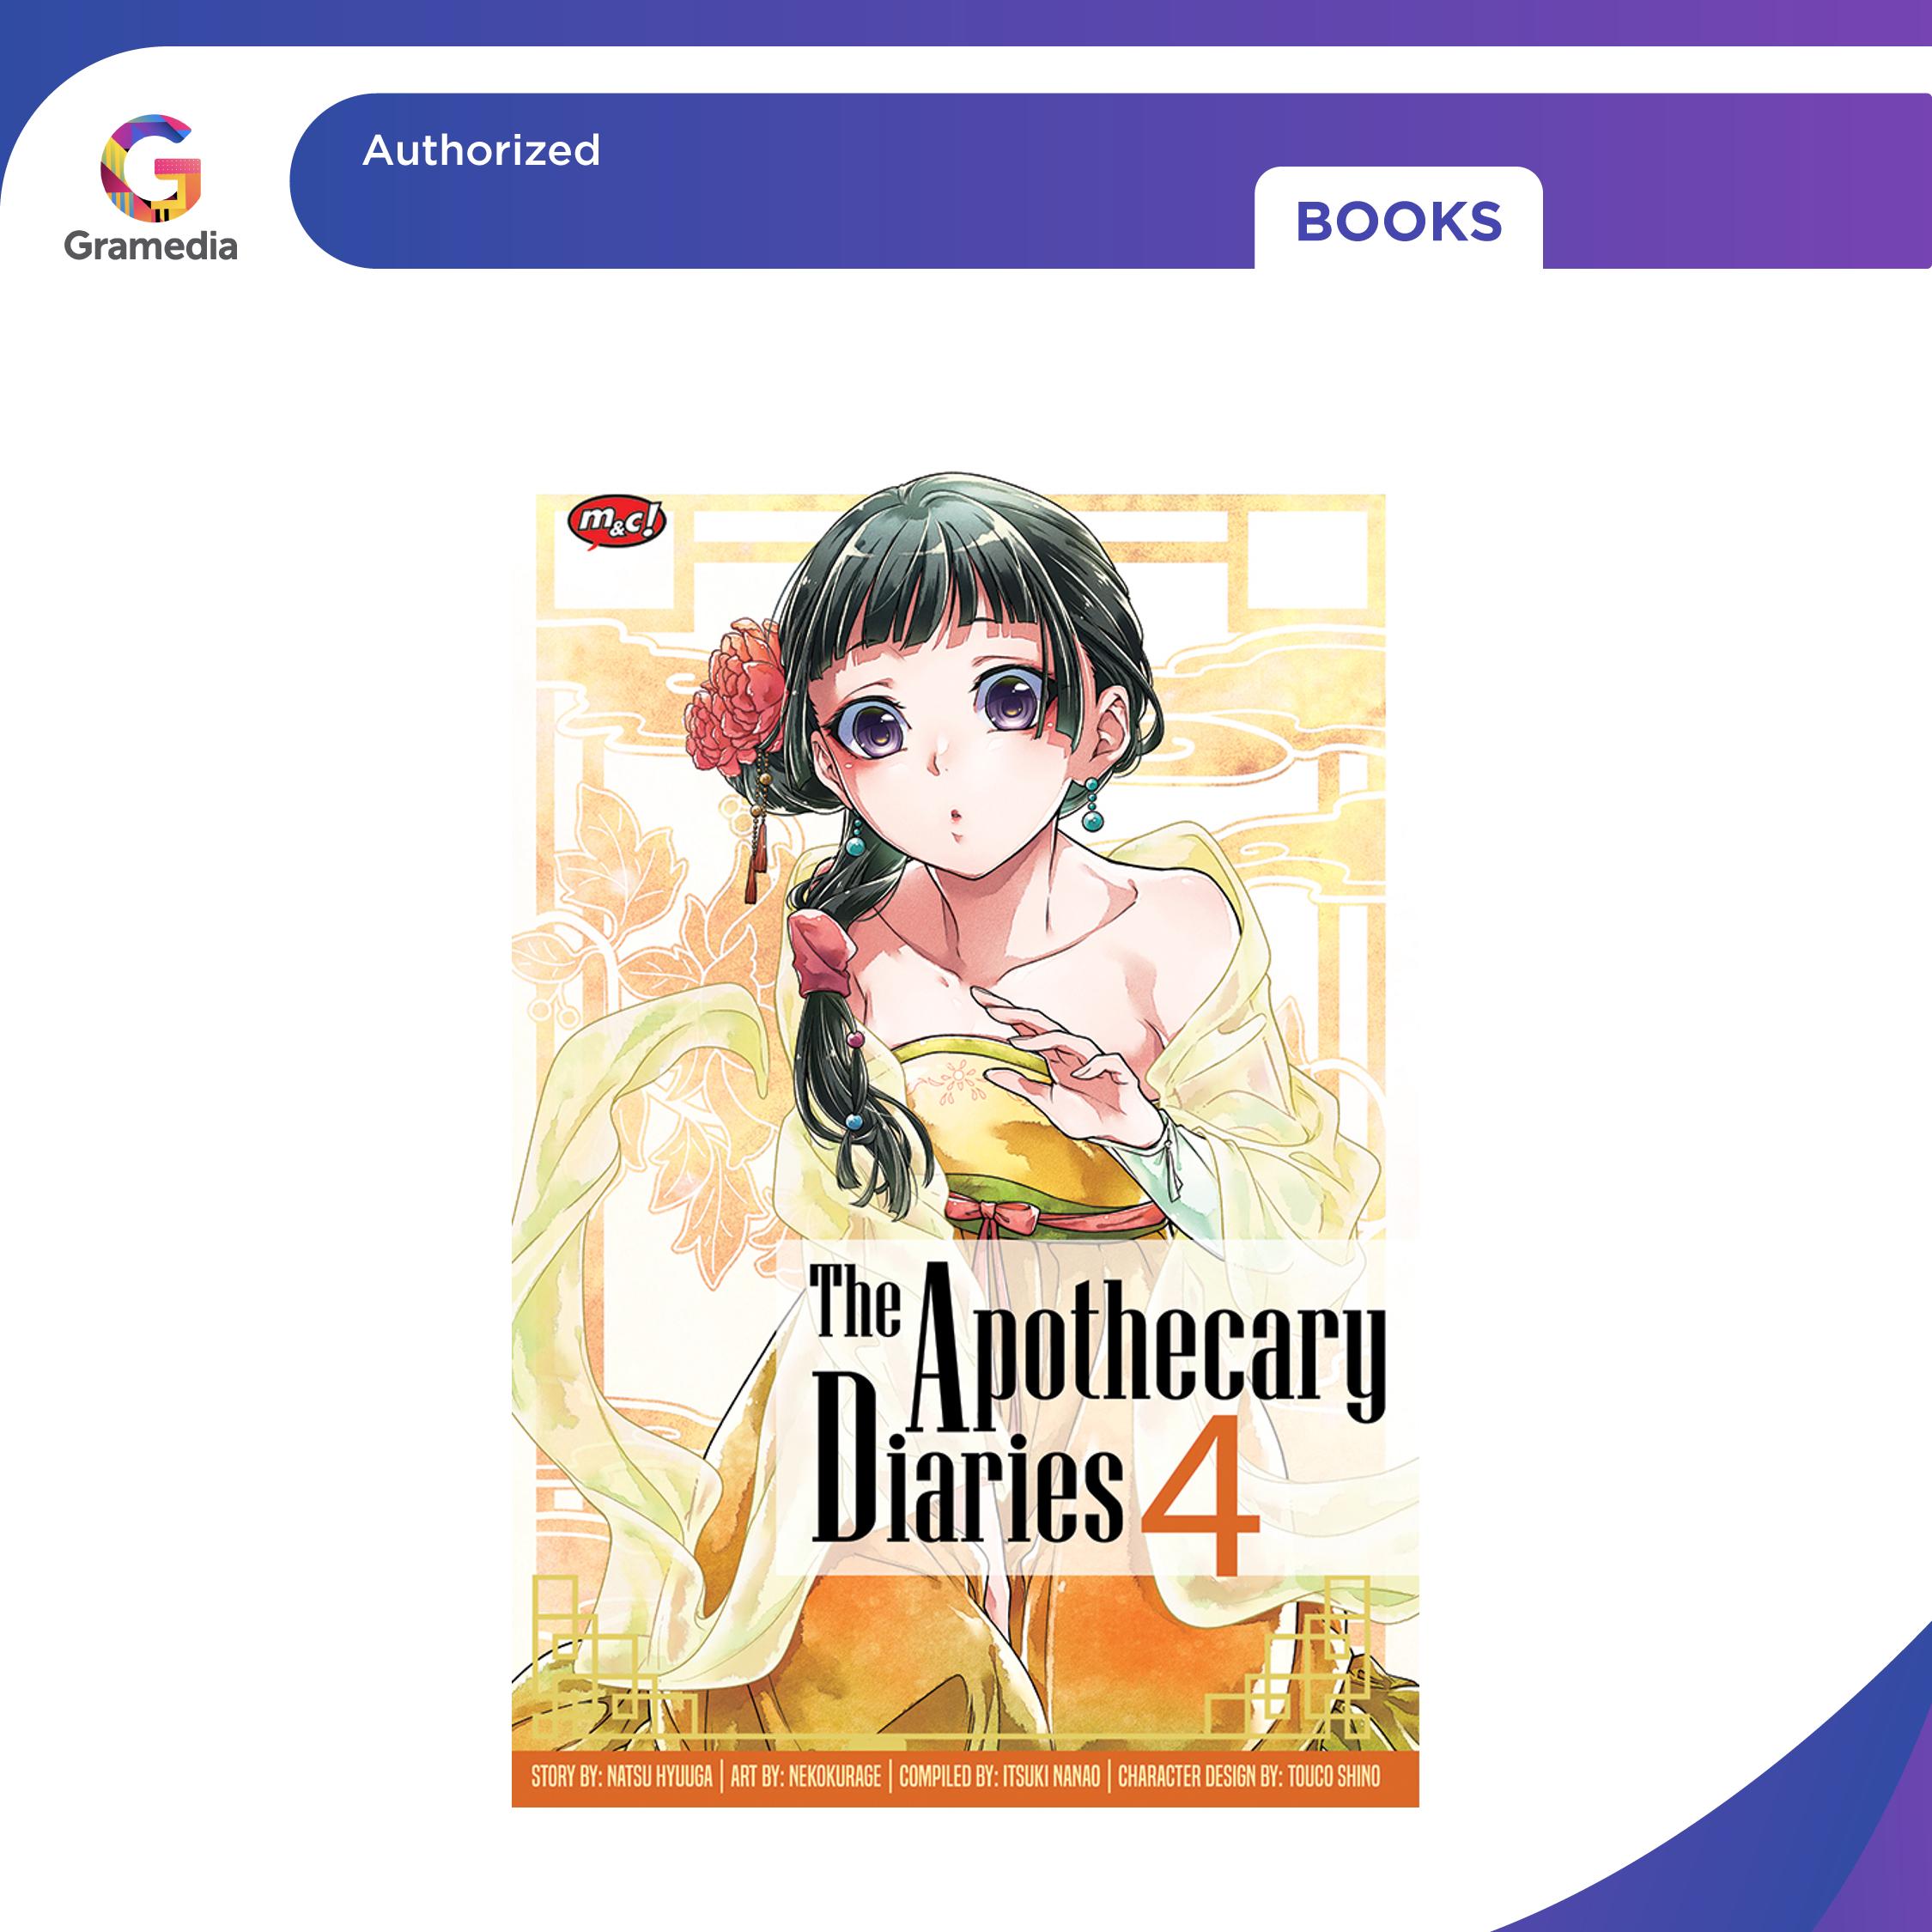 Authorized
BOOKS
Gramedia
m&c!
The Apothecary
Diaries 4
STORY BY: NATSU HYUUGA | ART BY: NEKOKURAGE | COMPILED BY: ITSUKI NANAO | CHARACTER DESIGN BY: TOUCO SHINO